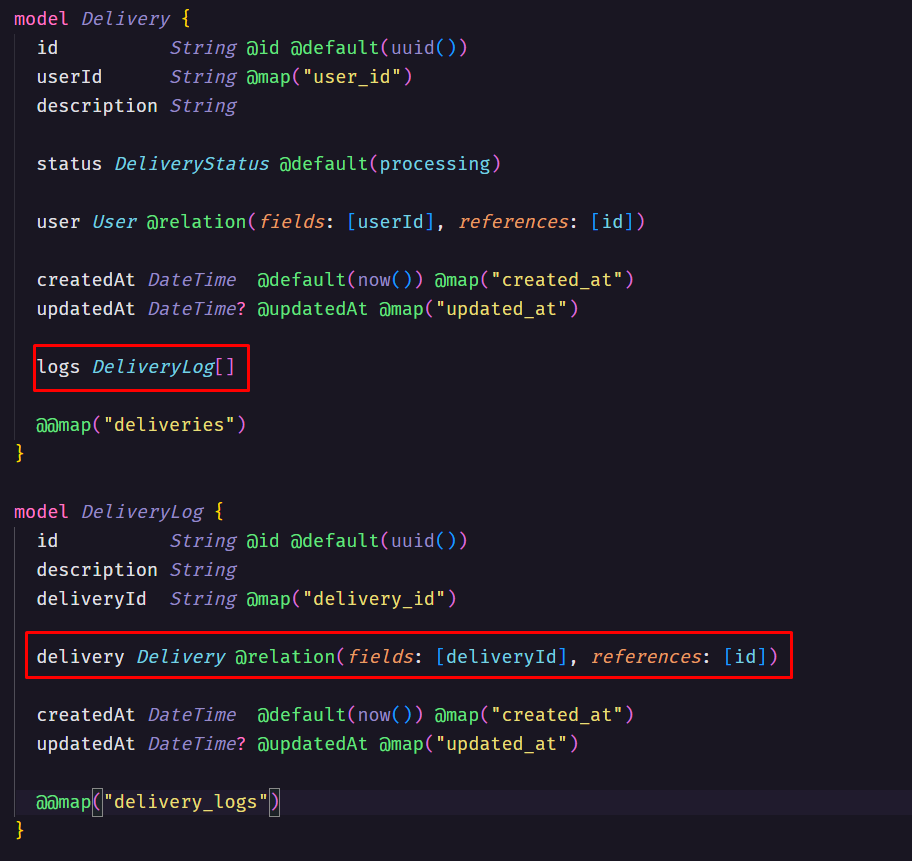 model Delivery {
  id          String @id @default(uuid())
  userId      String @map("user_id")
  description String

  status DeliveryStatus @default(processing)

  user User @relation(fields: [userId], references: [id])

  createdAt DateTime  @default(now()) @map("created_at")
  updatedAt DateTime? @updatedAt @map("updated_at")

  logs DeliveryLog[]

  @@map("deliveries")
}

model DeliveryLog {
  id          String @id @default(uuid())
  description String
  deliveryId  String @map("delivery_id")

  delivery Delivery @relation(fields: [deliveryId], references: [id])

  createdAt DateTime  @default(now()) @map("created_at")
  updatedAt DateTime? @updatedAt @map("updated_at")

  @@map("delivery_logs")
}